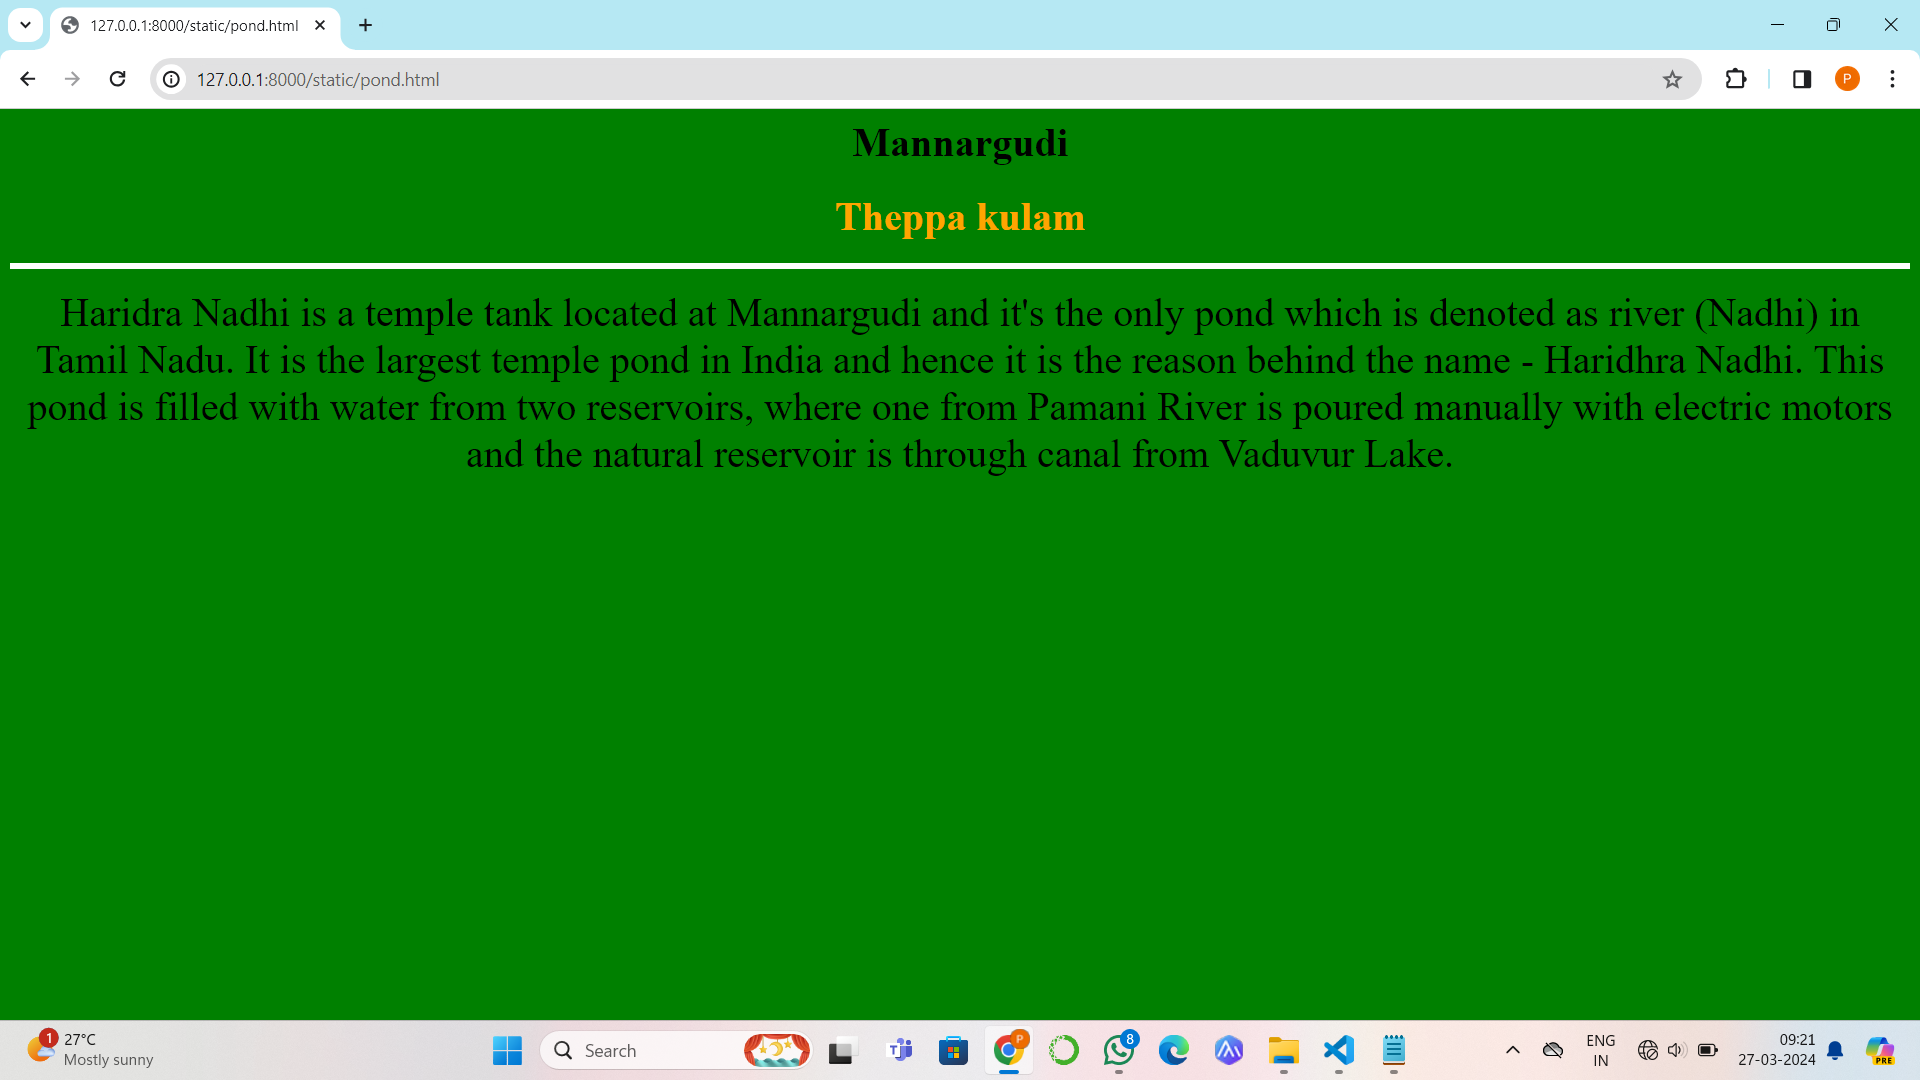 127.0.0.1:8000/static/pond.html
127.0.0.1:8000/static/pond.html
P
Mannargudi
Theppa kulam
Haridra Nadhi is a temple tank located at Mannargudi and it's the only pond which is denoted as river (Nadhi) in
Tamil Nadu. It is the largest temple pond in India and hence it is the reason behind the name - Haridhra Nadhi. This
pond is filled with water from two reservoirs, where one from Pamani River is poured manually with electric motors
and the natural reservoir is through canal from Vaduvur Lake.
1
27°C
Mostly sunny
Search
T
P
8
ENG
IN
09:21
27-03-2024
PRE